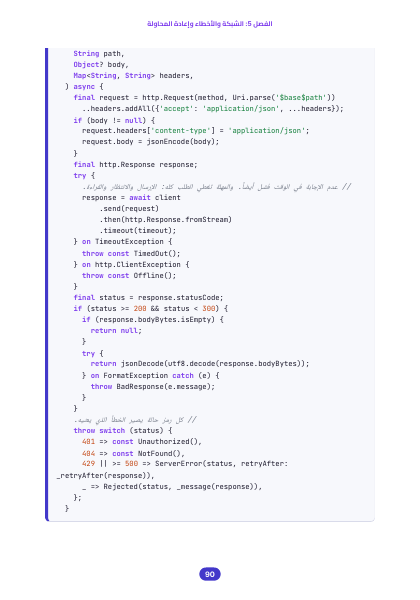 الفصل 5: الشبكة والأخطاء وإعادة المحاولة
String path,
Object? body,
Map<String, String> headers,
) async {
final request = http.Request(method, Uri.parse('$base$path'))
..headers.addAll({'accept': 'application/json', ...headers});
if (body != null) {
request.headers['content-type'] = 'application/json';
request.body = jsonEncode(body);
}
final http.Response response;
try {
// عدم الإجابة في الوقت فشل أيضاً. والمهلة تغطي الطلب كله: الإرسال والانتظار والقراءة.
response = await client
.send(request)
.then(http.Response.fromStream)
.timeout(timeout);
} on TimeoutException {
throw const TimedOut();
} on http.ClientException {
throw const Offline();
}
final status = response.statusCode;
if (status >= 200 && status < 300) {
if (response.bodyBytes.isEmpty) {
return null;
}
try {
return jsonDecode(utf8.decode(response.bodyBytes));
} on FormatException catch (e) {
throw BadResponse(e.message);
}
}
// كل رمز حالة يصير الخطأ الذي يعنيه.
throw switch (status) {
401 => const Unauthorized(),
404 => const NotFound(),
429 || >= 500 => ServerError(status, retryAfter:
_retryAfter(response)),
_ => Rejected(status, _message(response)),
};
}
90